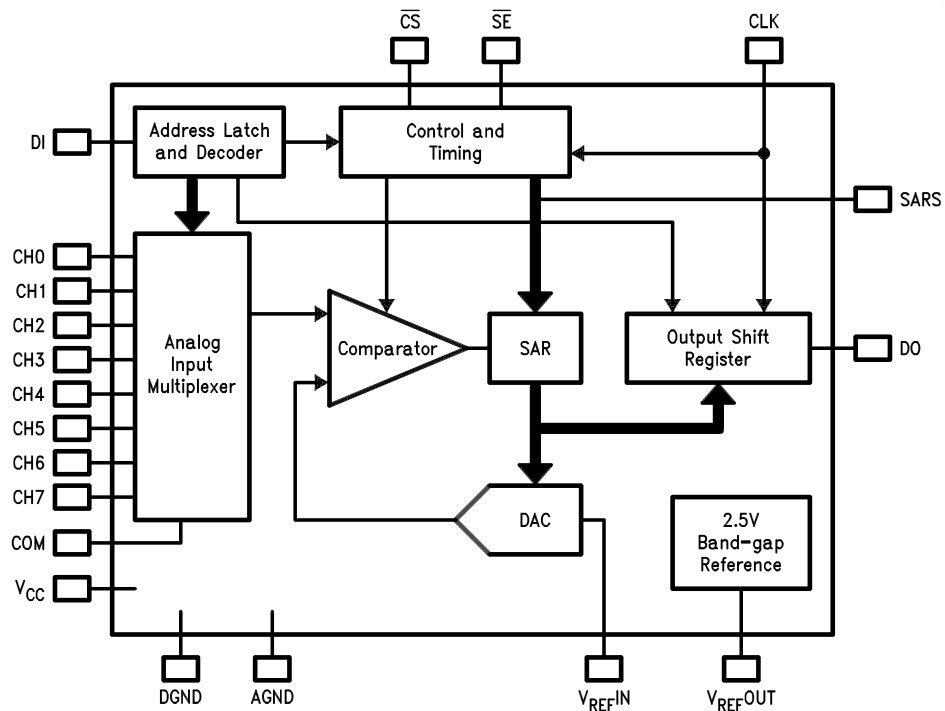 CS
SE
CLK
DI
Address Latch
and Decoder
Control and
Timing
SARS
CH0
CH1
CH2
CH3
CH4
CH5
CH6
CH7
COM
VCC
Analog
Input
Multiplexer
Comparator
SAR
Output Shift
Register
DO
DAC
2.5V
Band-gap
Reference
DGND
AGND
VREFIN
VREFOUT